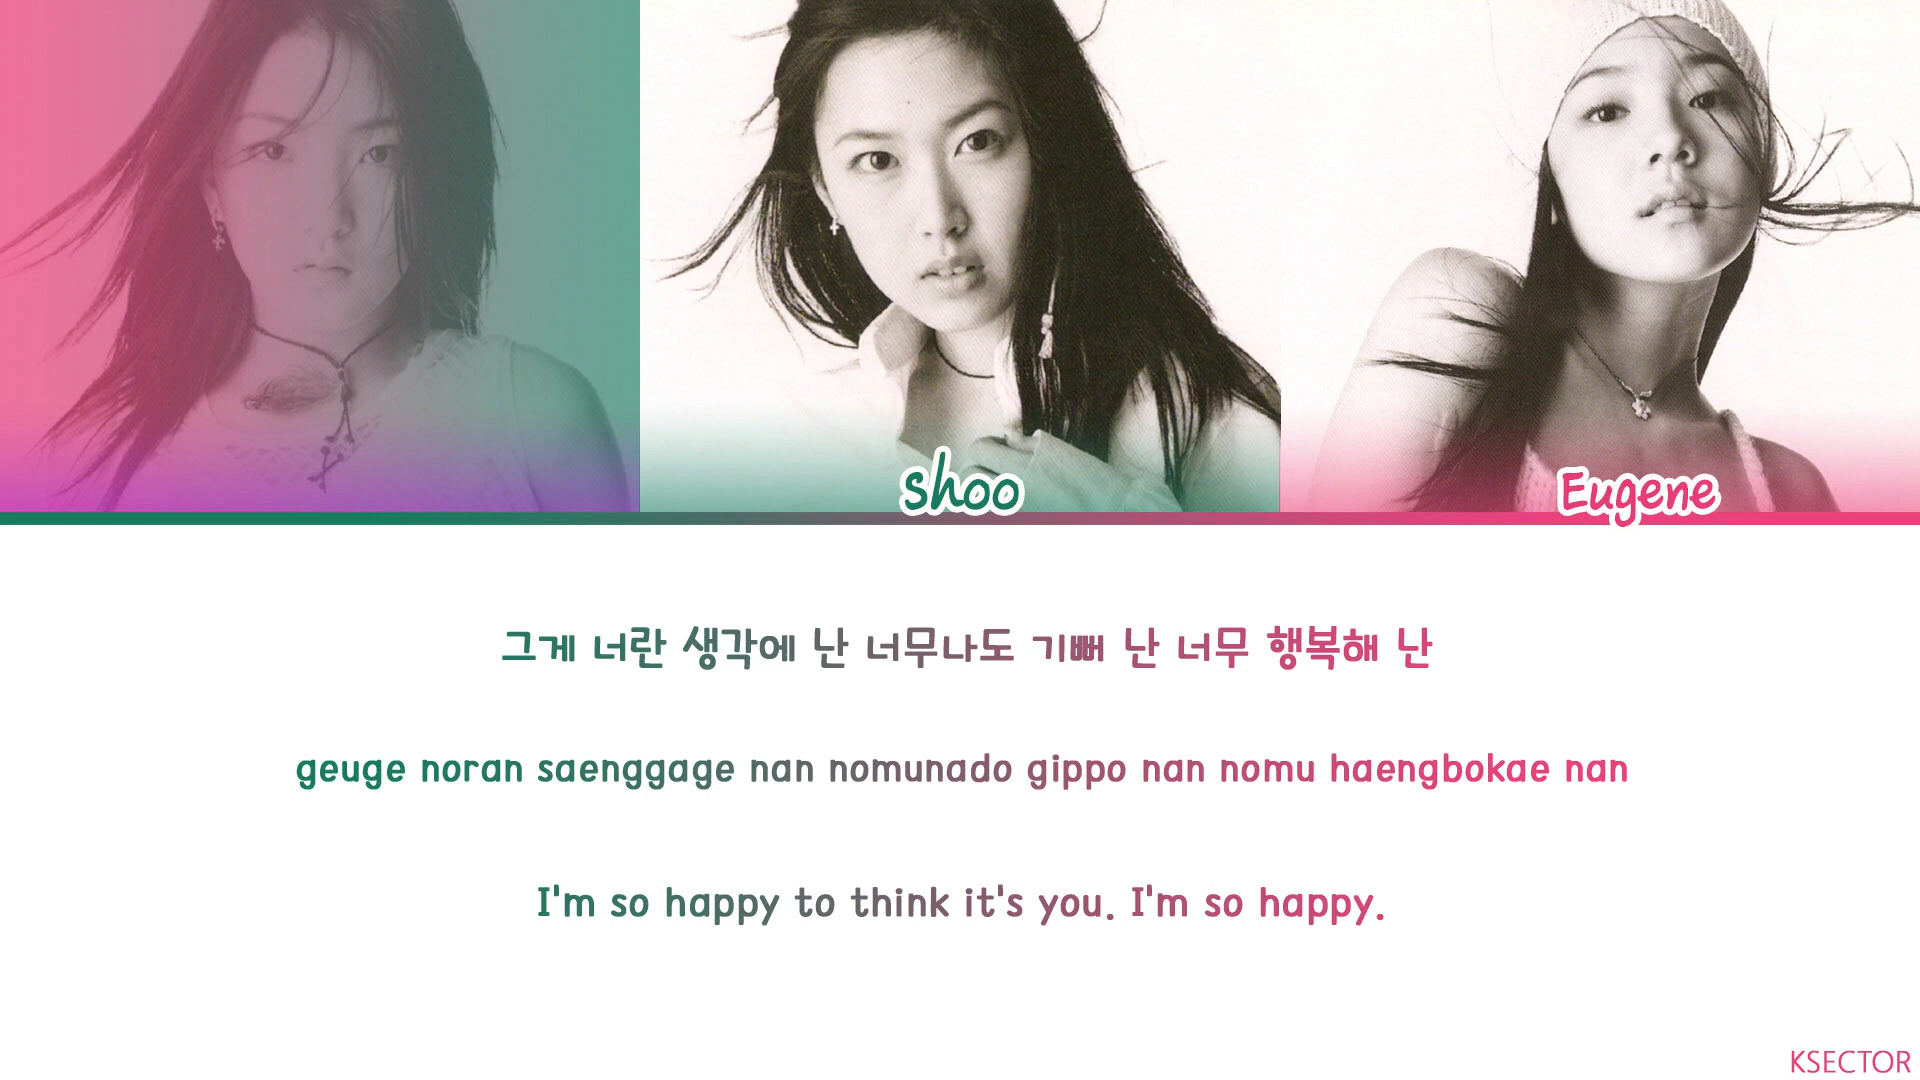 shoo
Eugene
그게 너란 생각에 난 너무나도 기뻐 난 너무 행복해 난
geuge noran saenggage nan nomunado gippo nan nomu haengbokae nan
I'm so happy to think it's you. I'm so happy.
KSECTOR